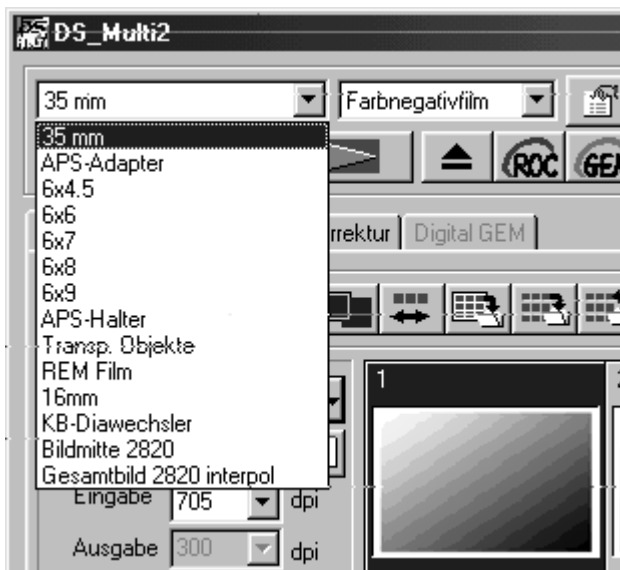 DS_Multi2
35 mm
Farbnegativfilm
35 mm
APS-Adapter
6x4.5
6x6
6x7
6x8
6x9
APS-Halter
Transp. Objekte
REM Film
16mm
KB-Diawechsler
Bildmitte 2820
Gesamtbild 2820 interpol
ROC
rrektur
Digital GEM
1
Eingabe 705 dpi
Ausgabe 300 dpi